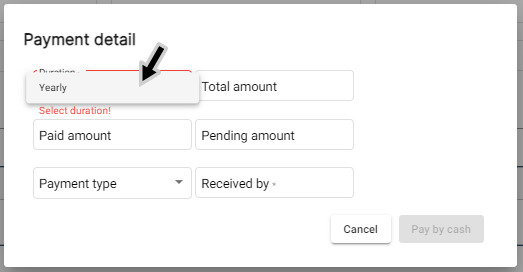 Payment detail
Duration
Yearly
Total amount
Select duration!
Paid amount
Pending amount
Payment type
Received by *
Cancel
Pay by cash